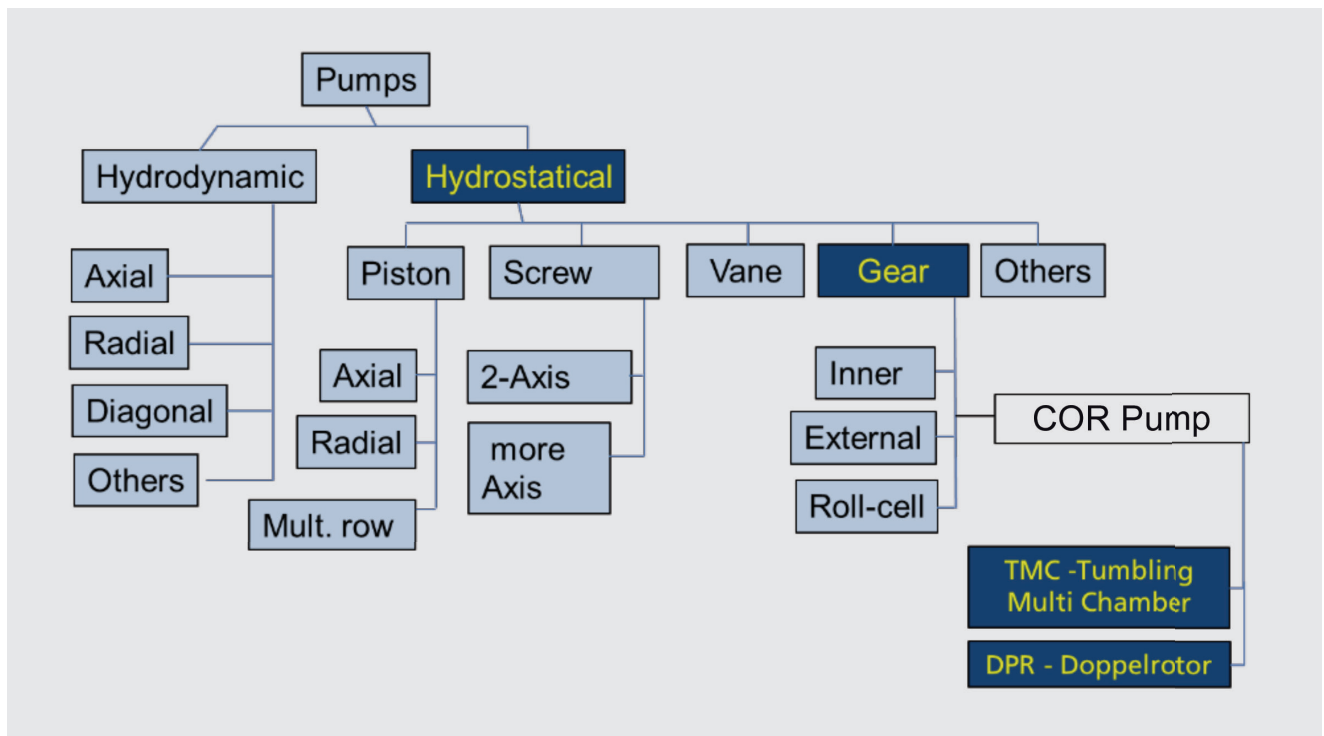 Pumps
Hydrodynamic
Hydrostatical
Axial
Radial
Diagonal
Others
Piston
Screw
Vane
Gear
Others
Axial
Radial
Mult. row
2-Axis
more
Axis
Inner
External
Roll-cell
COR Pump
TMC -Tumbling
Multi Chamber
DPR - Doppelrotor